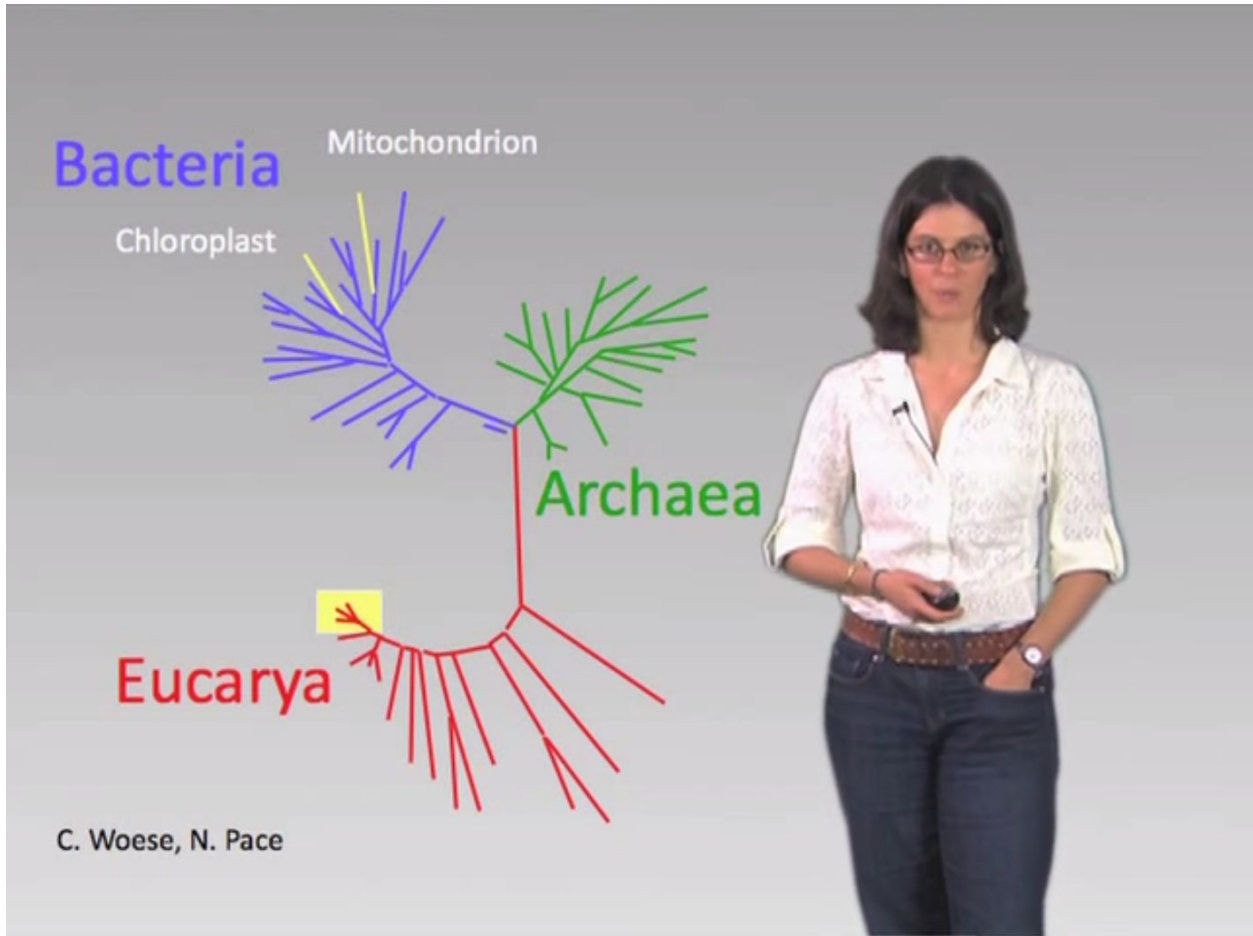 Mitochondrion
Bacteria
Chloroplast
Archaea
Eucarya
C. Woese, N. Pace